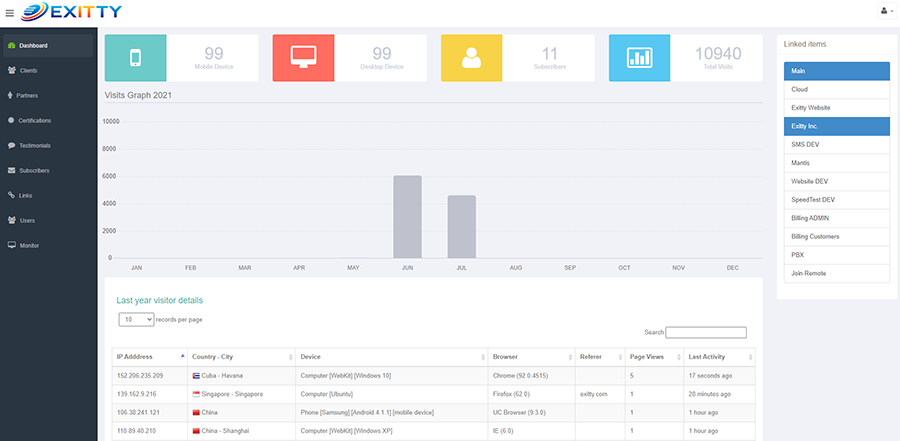 EXITTY
Dashboard
Clients
Partners
Certifications
Testimonials
Subscribers
Links
Users
Monitor
99
Mobile Device
99
Desktop Device
11
Subscribers
10940
Total Visits
Visits Graph 2021
10000
8000
6000
4000
2000
0
JAN FEB MAR APR MAY JUN JUL AUG SEP OCT NOV DEC
Last year visitor details
10 records per page
Search
IP Adddress Country - City Device Browser Referer Page Views Last Activity
152.206.235.209 Cuba - Havana Computer [WebKit] [Windows 10] Chrome (92.0.4515) 5 17 seconds ago
139.162.9.216 Singapore - Singapore Computer [Ubuntu] Firefox (62.0) exitty.com 1 28 minutes ago
106.38.241.121 China Phone [Samsung] [Android 4.1.1] [mobile device] UC Browser (9.3.0) 1 1 hour ago
110.89.40.210 China - Shanghai Computer [WebKit] [Windows XP] IE (6.0) 1 1 hour ago
Linked items
Main
Cloud
Exitty Website
Exitty Inc.
SMS DEV
Mantis
Website DEV
SpeedTest DEV
Billing ADMIN
Billing Customers
PBX
Join Remote